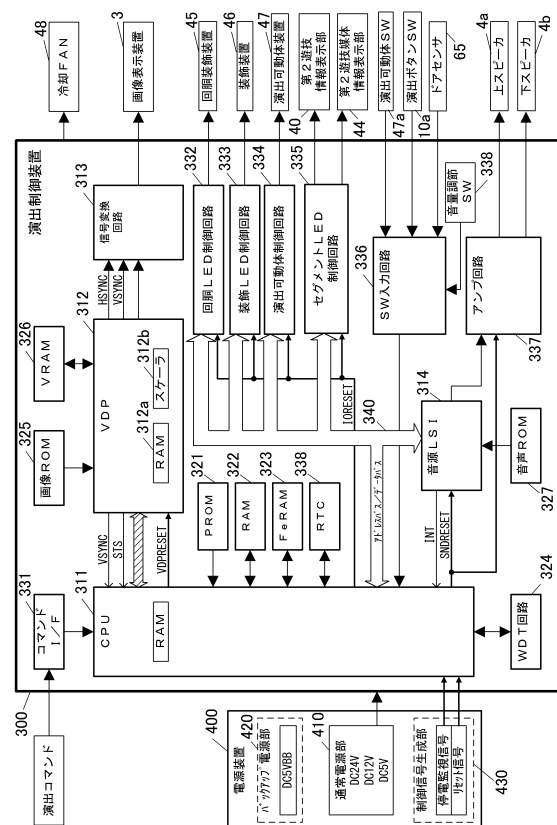 演出制御装置
300
演出コマンド
331
コマンド
I/F
325
画像ROM
326
VRAM
48
冷却FAN
3
画像表示装置
313
信号変換
回路
HSYNC
VSYNC
312
VDP
312a
RAM
312b
スケーラ
VSYNC
STS
VDPRESET
311
CPU
RAM
321
PROM
322
RAM
323
FeRAM
338
RTC
332
回胴LED制御回路
333
装飾LED制御回路
334
演出可動体制御回路
335
セグメントLED
制御回路
45
回胴装飾装置
46
装飾装置
47
演出可動体装置
第2遊技
情報表示部
40
第2遊技媒体
情報表示部
44
演出可動体SW
47a
演出ボタンSW
10a
ドアセンサ
65
IORESET
340
アドレスバス/データバス
336
SW入力回路
音量調節
SW
338
314
音源LSI
INT
SNDRESET
アンプ回路
337
4a
上スピーカ
4b
下スピーカ
音声ROM
327
324
WDT回路
400
電源装置
420
バックアップ電源部
DC5VBB
410
通常電源部
DC24V
DC12V
DC5V
制御信号生成部
停電監視信号
リセット信号
430